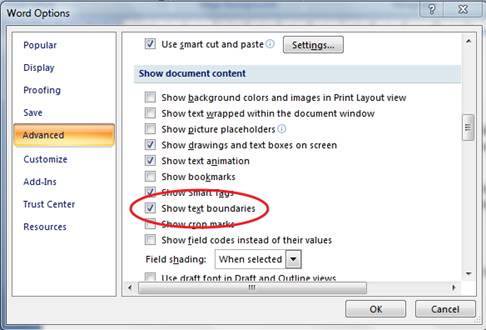 Word Options
Popular
Display
Proofing
Save
Advanced
Customize
Add-Ins
Trust Center
Resources
Use smart cut and paste
Settings...
Show document content
Show background colors and images in Print Layout view
Show text wrapped within the document window
Show picture placeholders
Show drawings and text boxes on screen
Show text animation
Show bookmarks
Show Smart Tags
Show text boundaries
Show crop marks
Show field codes instead of their values
Field shading: When selected
Use draft font in Draft and Outline views
OK
Cancel